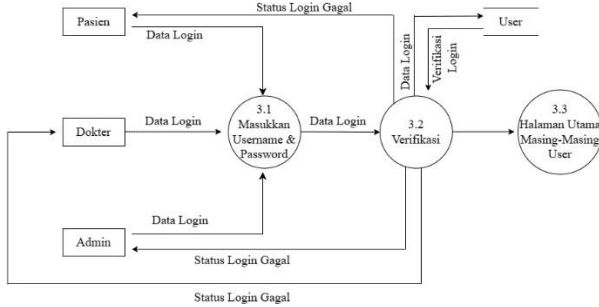 Status Login Gagal
Pasien
User
Data Login
Data Login
Verifikasi
Login
3.1
Masukkan
Username &
Password
3.2
Verifikasi
3.3
Halaman Utama
Masing-Masing
User
Dokter
Data Login
Data Login
Data Login
Admin
Status Login Gagal
Status Login Gagal